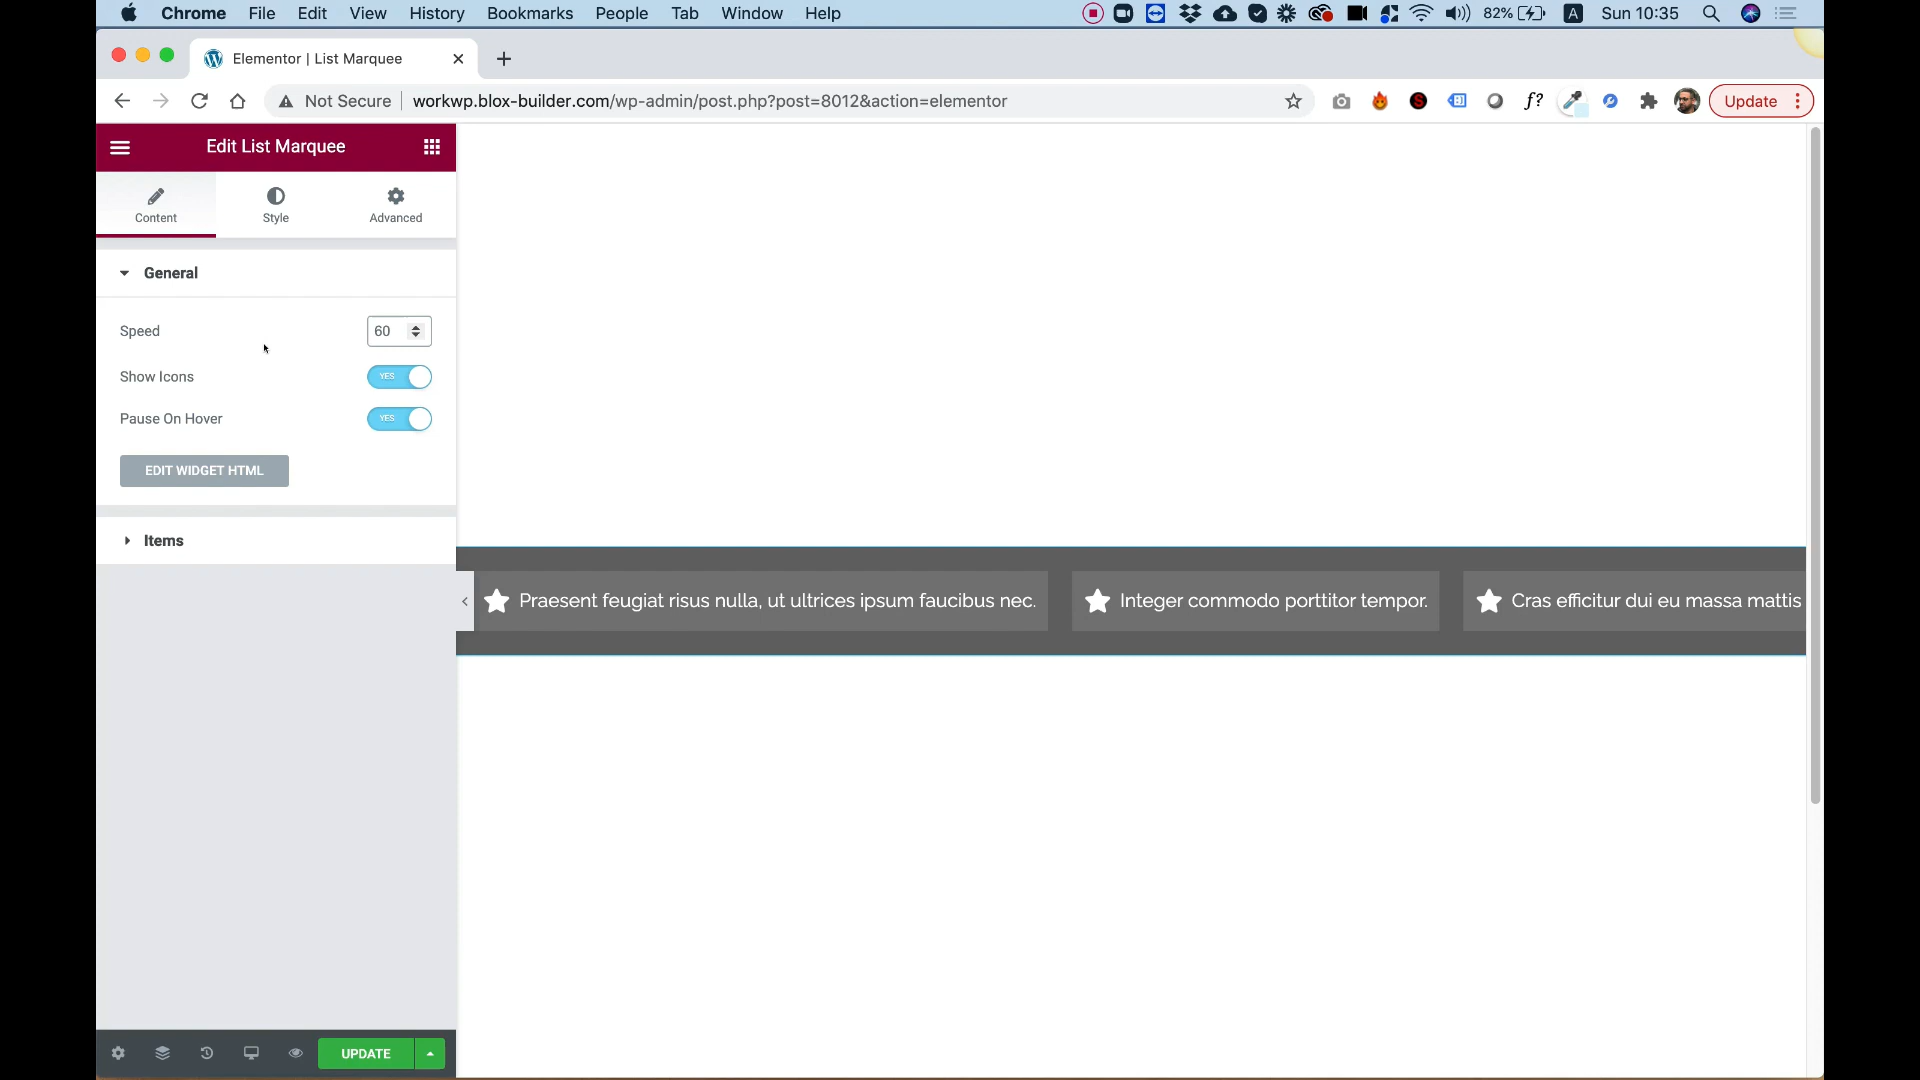 Chrome File Edit View History Bookmarks People Tab Window Help 82% A Sun 10:35
Elementor | List Marquee
Not Secure workwp.blox-builder.com/wp-admin/post.php?post=8012&action=elementor f? Update
Edit List Marquee
Content Style Advanced
General
Speed 60
Show Icons YES
Pause On Hover YES
EDIT WIDGET HTML
Items
Praesent feugiat risus nulla, ut ultrices ipsum faucibus nec. Integer commodo porttitor tempor. Cras efficitur dui eu massa mattis
UPDATE